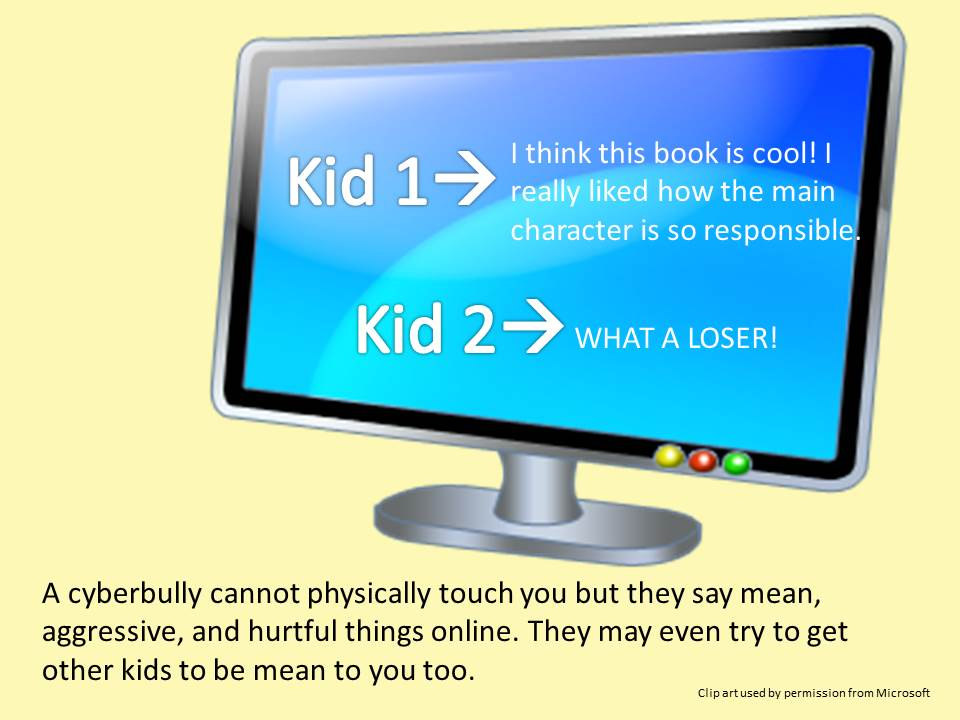 Kid 1→ I think this book is cool! I
really liked how the main
character is so responsible.
Kid 2→ WHAT A LOSER!
A cyberbully cannot physically touch you but they say mean,
aggressive, and hurtful things online. They may even try to get
other kids to be mean to you too.
Clip art used by permission from Microsoft